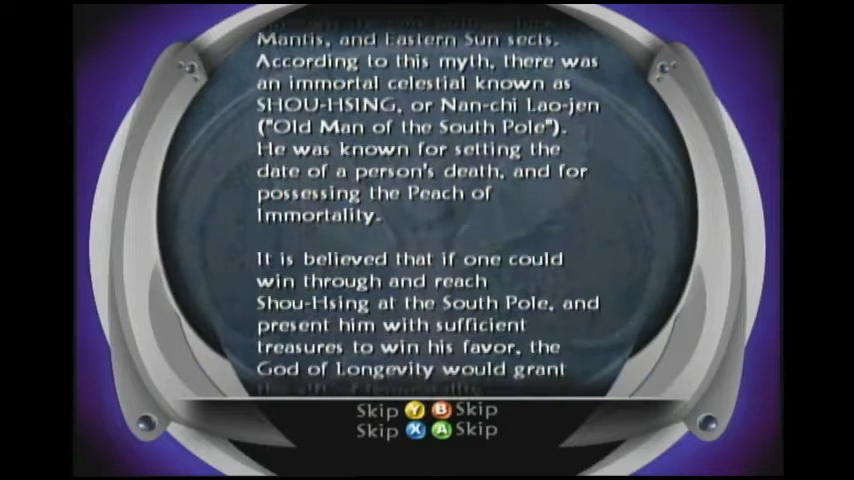 Mantis, and Eastern Sun sects.
According to this myth, there was
an immortal celestial known as
SHOU-HSING, or Nan-chi Lao-jen
("Old Man of the South Pole").
He was known for setting the
date of a person's death, and for
possessing the Peach of
Immortality.
It is believed that if one could
win through and reach
Shou-Hsing at the South Pole, and
present him with sufficient
treasures to win his favor, the
God of Longevity would grant
Skip Y B Skip
Skip X A Skip